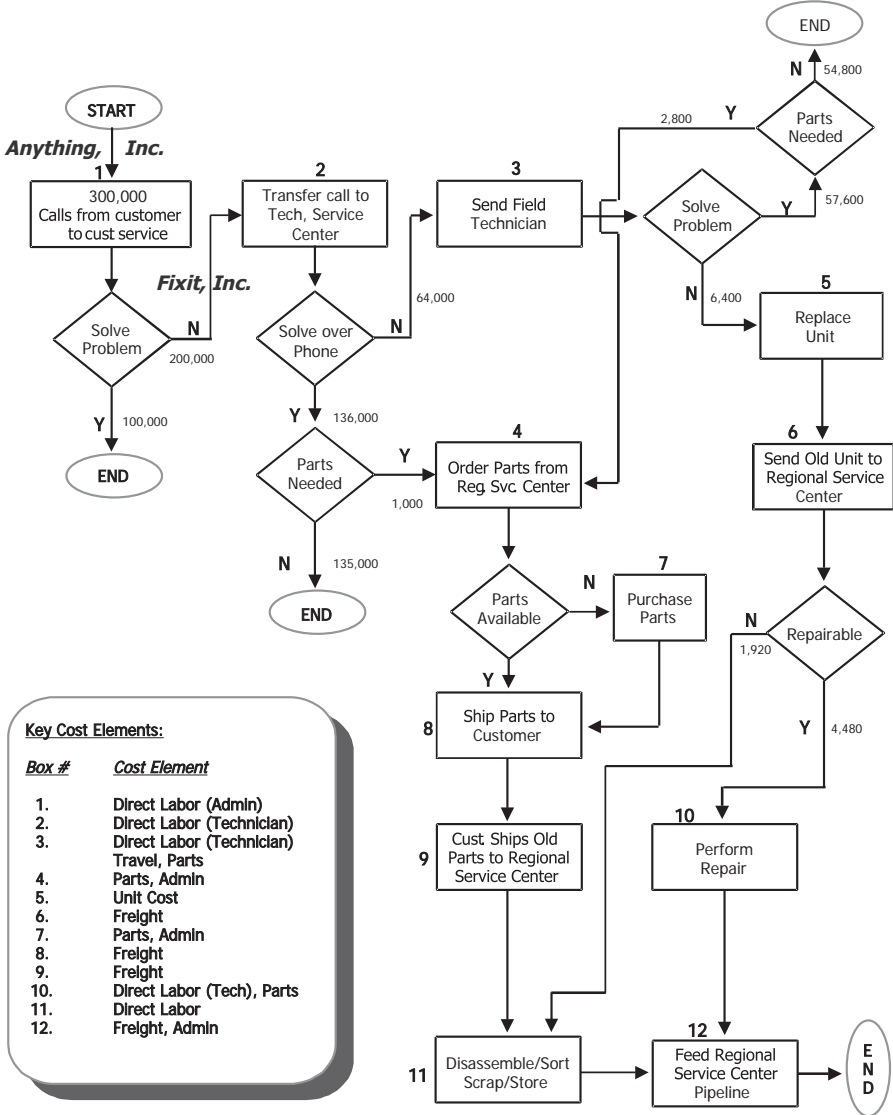 END
N
54,800
START
2,800
Y
Parts
Needed
Anything, Inc.
1
300,000
Calls from customer
to cust service
2
Transfer call to
Tech, Service
Center
3
Send Field
Technician
Solve
Problem
Y
57,600
Fixit, Inc.
N
6,400
5
Replace
Unit
Solve
Problem
N
200,000
Solve over
Phone
N
64,000
Y
100,000
END
Y
136,000
Parts
Needed
Y
1,000
4
Order Parts from
Reg. Svc. Center
6
Send Old Unit to
Regional Service
Center
N
135,000
END
Parts
Available
N
7
Purchase
Parts
N
1,920
Repairable
Y
8
Ship Parts to
Customer
Y
4,480
Key Cost Elements:
Box # Cost Element
1. Direct Labor (Admin)
2. Direct Labor (Technician)
3. Direct Labor (Technician)
Travel, Parts
4. Parts, Admin
5. Unit Cost
6. Freight
7. Parts, Admin
8. Freight
9. Freight
10. Direct Labor (Tech), Parts
11. Direct Labor
12. Freight, Admin
9
Cust. Ships Old
Parts to Regional
Service Center
10
Perform
Repair
11
Disassemble/Sort
Scrap/Store
12
Feed Regional
Service Center
Pipeline
E
N
D